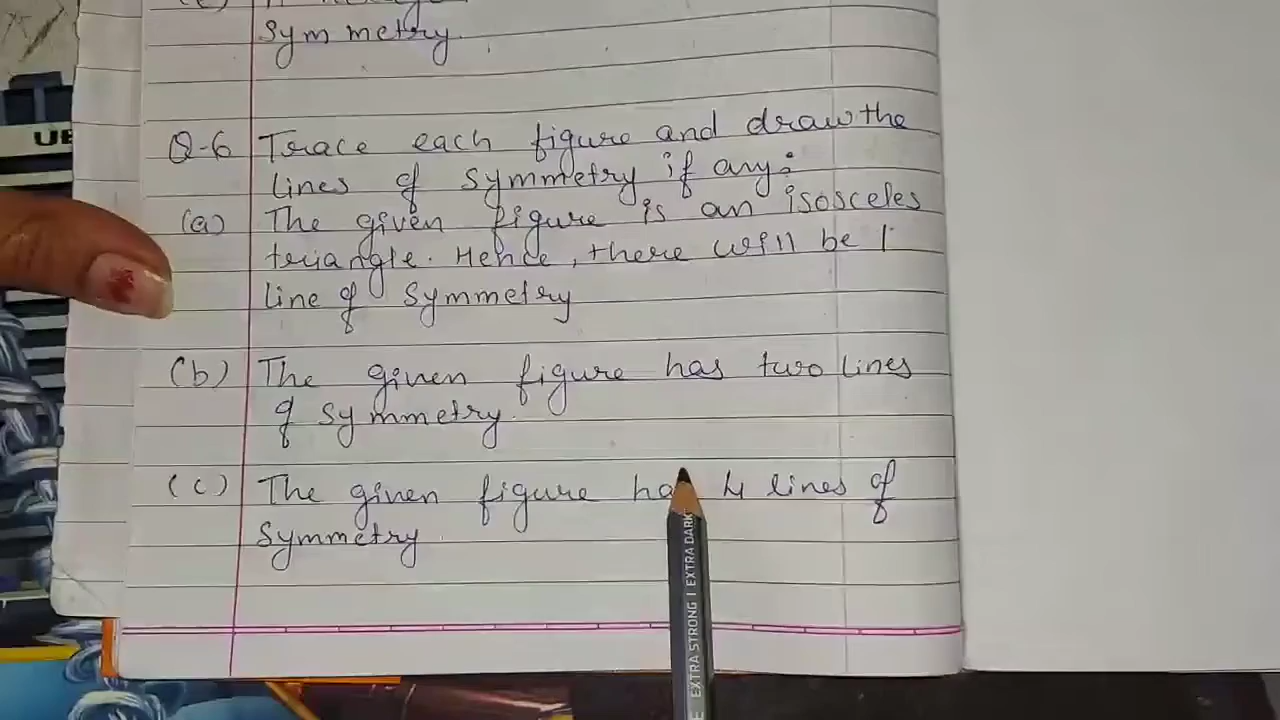 Symmetry.
Q-6 Trace each figure and draw the
lines of symmetry if any:
(a) The given figure is an isosceles
triangle. Hence, there will be 1
line of symmetry
(b) The given figure has two lines
of symmetry.
(c) The given figure has 4 lines of
Symmetry
EXTRA STRONG | EXTRA DARK
UB